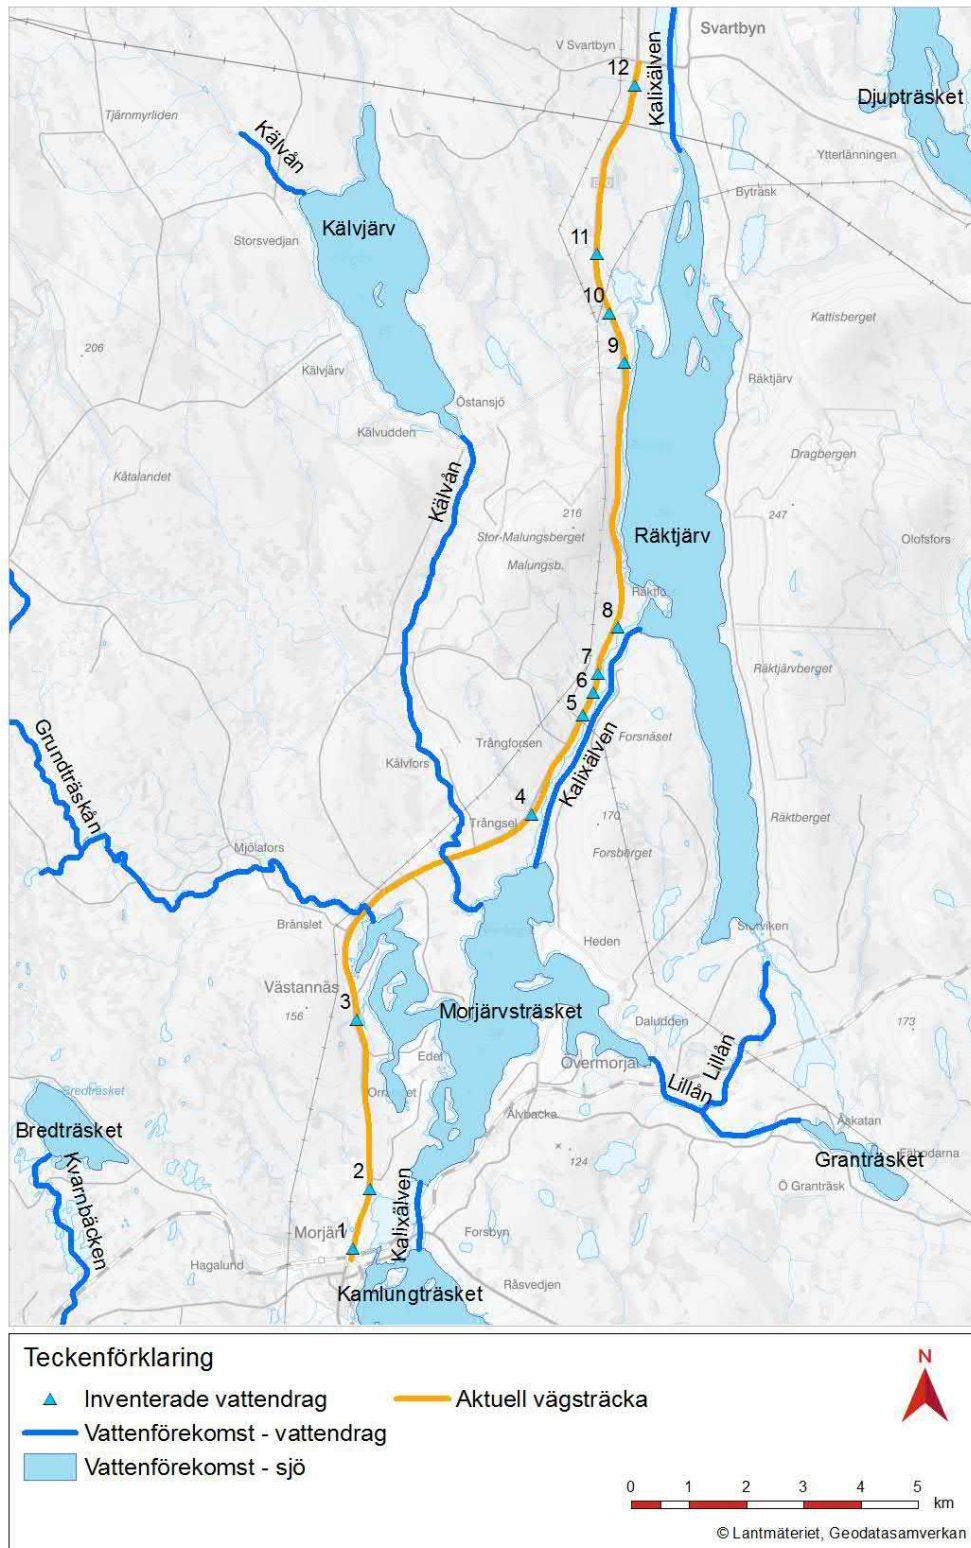 V Svartbyn
Svartbyn
12
Kalixälven
Djupträsket
Tjärnmyrliden
Kälvån
Ytterlänningen
Byträsk
Kälvjärv
Storsvedjan
11
10
Kattisberget
206
9
Kälvjärv
Räktjärv
Östansjö
Kälvudden
Dragbergen
Kåtalandet
Kälvån
216
247
Stor-Malungsberget
Räktjärv
Olofsfors
Malungsb.
8
7
Räktjärvberget
6
5
Grundträskån
Trångforsen
Forsnäset
Kälvfors
Kalixälven
4
Trångsel
170
Räktberget
Mjölafors
Forsberget
Bränslet
Storviken
Heden
Västannäs
3
156
Morjärvsträsket
Daludden
173
Lillån
Lillån
Bredträsket
Bredträsket
Älvbacka
Äskatan
124
Granträsket
Kvarnbäcken
2
Ö Granträsk
Kalixälven
1
Morjärv
Forsbyn
Hagalund
Kamlungträsket
Råsvedjen
Teckenförklaring
N
Inventerade vattendrag
Aktuell vägsträcka
Vattenförekomst - vattendrag
Vattenförekomst - sjö
0 1 2 3 4 5
km
© Lantmäteriet, Geodatasamverkan